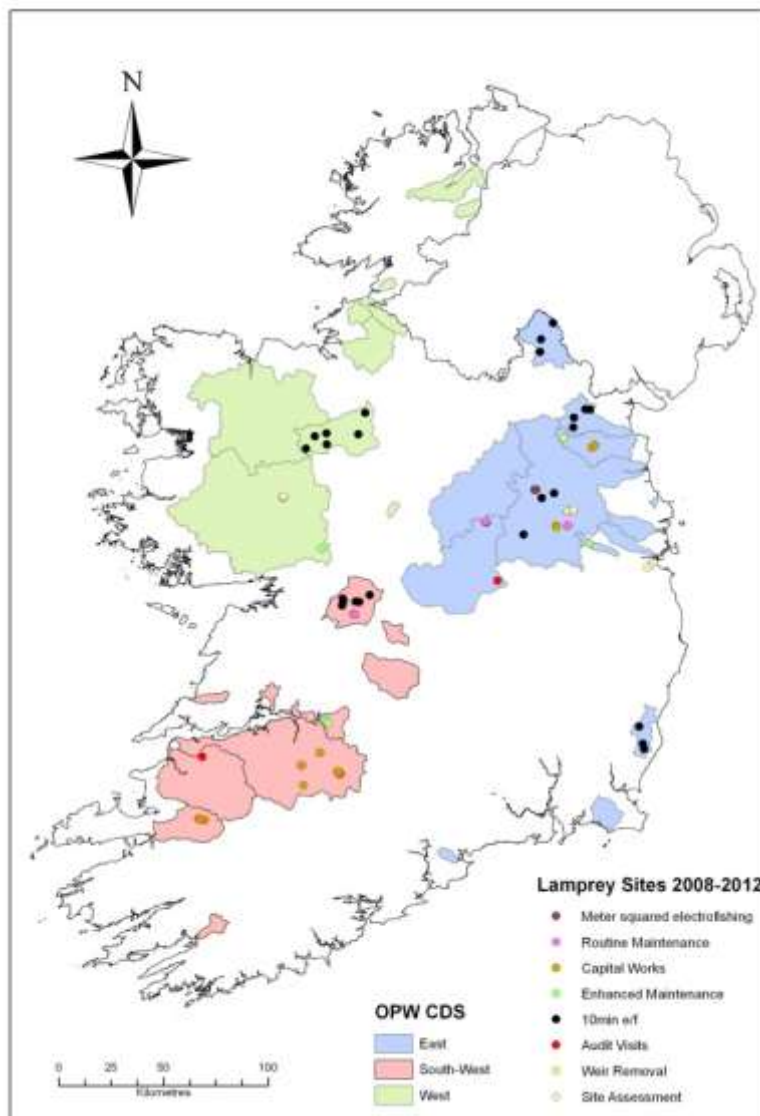 N
Lamprey Sites 2008-2012
Meter squared electrofishing
Routine Maintenance
Capital Works
Enhanced Maintenance
10min e/f
Audit Visits
Weir Removal
Site Assessment
OPW CDS
East
South-West
West
0 50 100
Kilometres